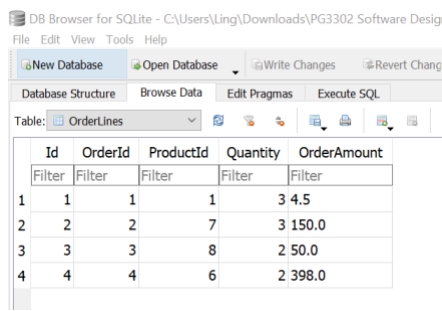 DB Browser for SQLite - C:\Users\Ling\Downloads\PG3302 Software Desig
File Edit View Tools Help
New Database Open Database Write Changes Revert Chang
Database Structure Browse Data Edit Pragmas Execute SQL
Table: OrderLines
Id OrderId ProductId Quantity OrderAmount
Filter Filter Filter Filter Filter
1 1 1 1 3 4.5
2 2 2 7 3 150.0
3 3 3 8 2 50.0
4 4 4 6 2 398.0